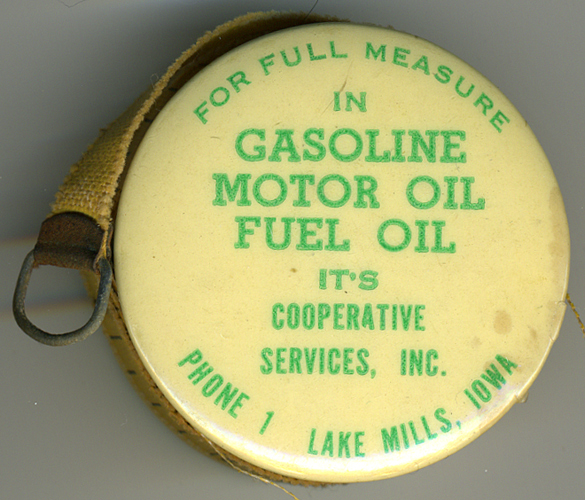 FOR FULL MEASURE
IN
GASOLINE
MOTOR OIL
FUEL OIL
IT'S
COOPERATIVE
SERVICES, INC.
PHONE 1 LAKE MILLS, IOWA